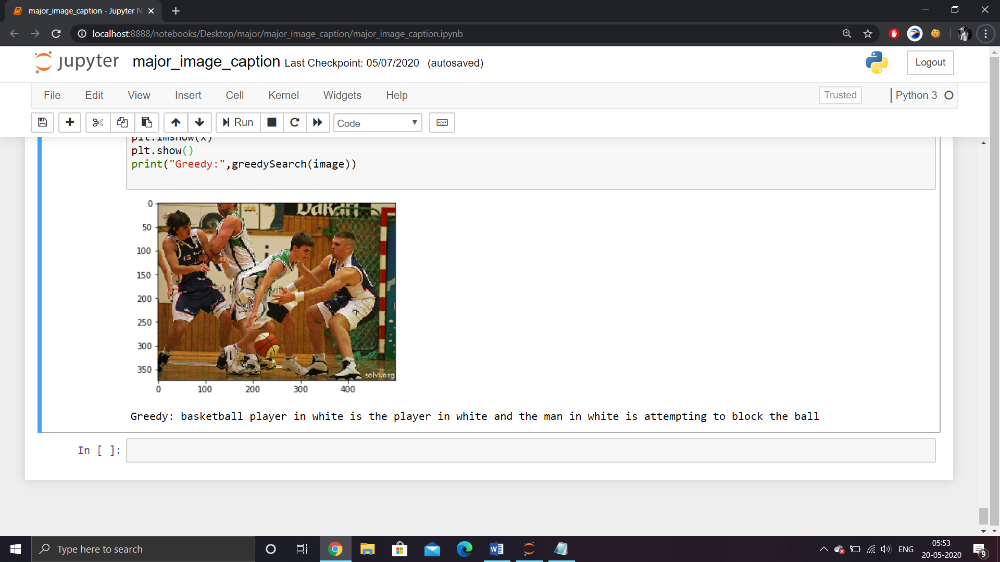 major_image_caption - Jupyter N
localhost:8888/notebooks/Desktop/major/major_image_caption/major_image_caption.ipynb
jupyter major_image_caption Last Checkpoint: 05/07/2020 (autosaved)
Logout
File Edit View Insert Cell Kernel Widgets Help
Trusted
Python 3
Run
Code
plt.imshow(x)
plt.show()
print("Greedy:",greedySearch(image))
0
50
100
150
200
250
300
350
0 100 200 300 400
sbk
Dakar
13
solvi.org
Greedy: basketball player in white is the player in white and the man in white is attempting to block the ball
In [ ]:
Type here to search
ENG
05:53
20-05-2020
9